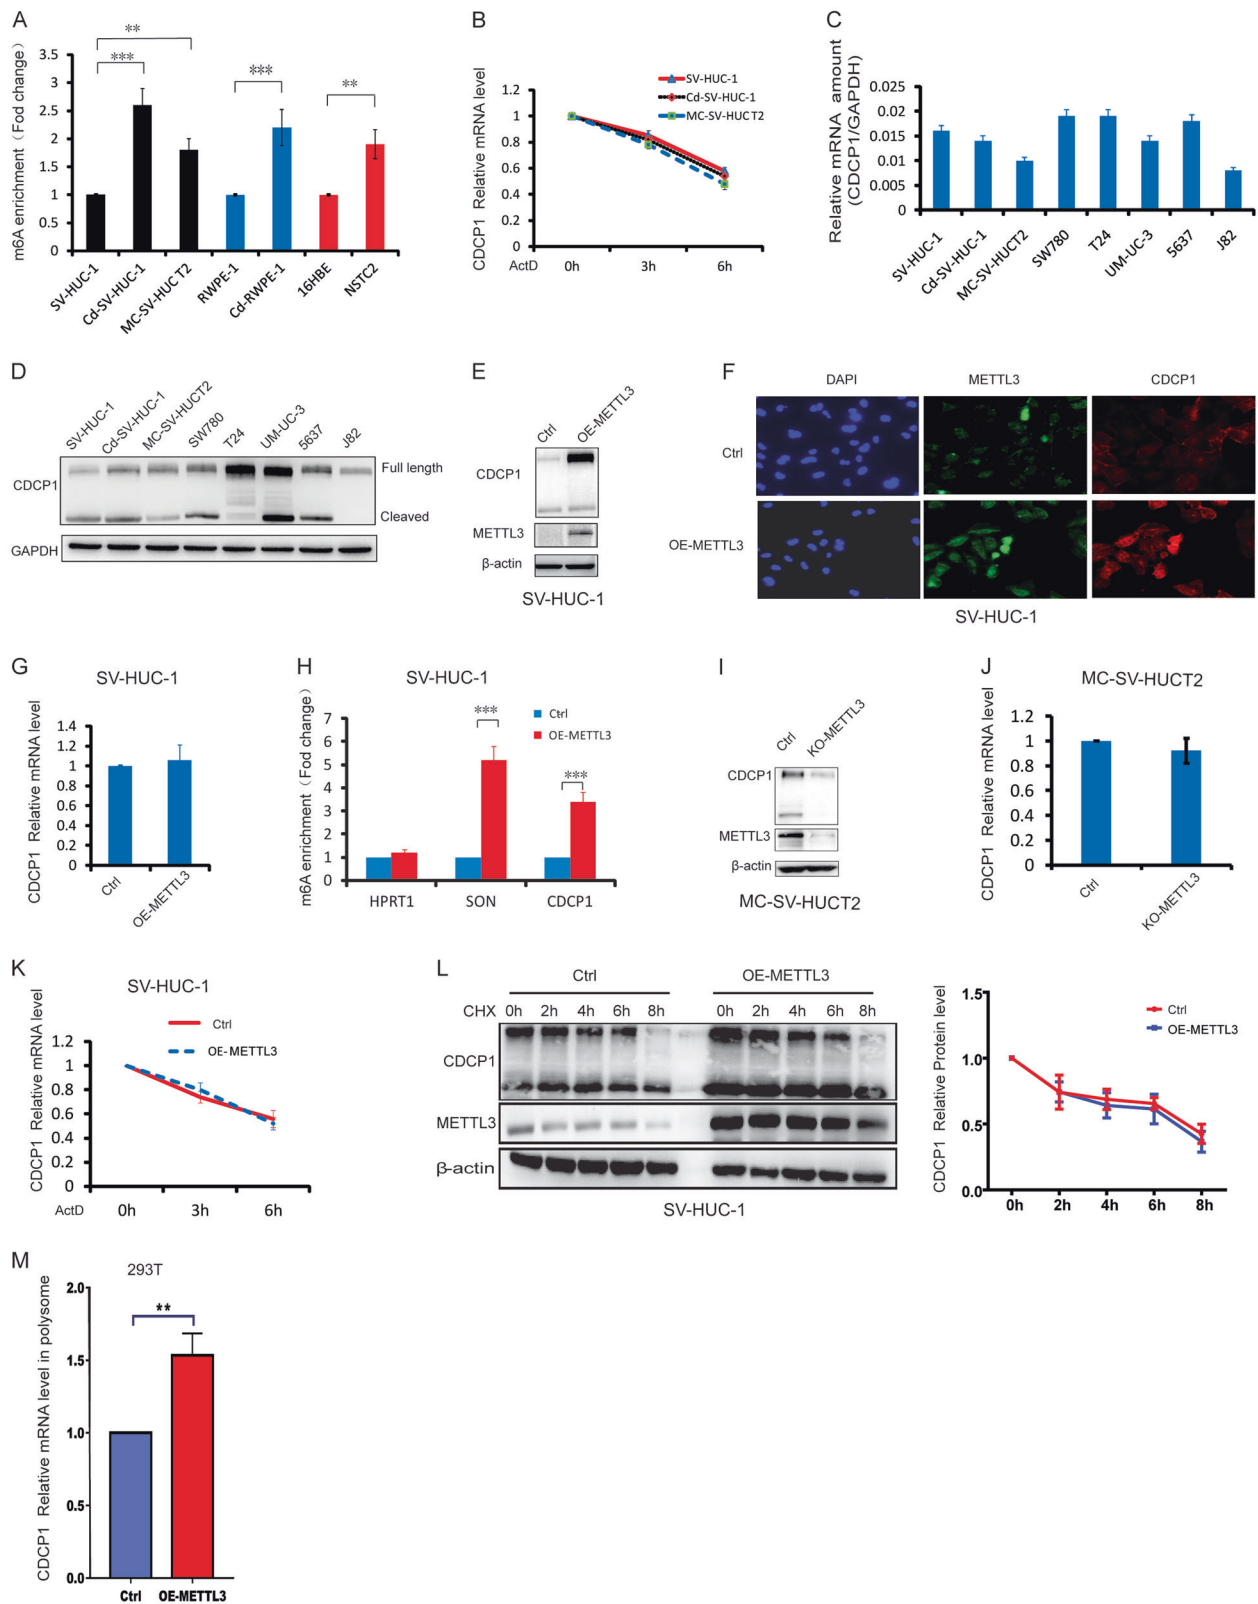 A
m6A enrichment (Fold change)
3.5
3
2.5
2
1.5
1
0.5
0
**
***
***
**
SV-HUC-1
Cd-SV-HUC-1
MC-SV-HUCT2
RWPE-1
Cd-RWPE-1
16HBE
NSTC2
B
CDCP1 Relative mRNA level
1.2
1
0.8
0.6
0.4
0.2
0
SV-HUC-1
Cd-SV-HUC-1
MC-SV-HUCT2
ActD 0h 3h 6h
C
Relative mRNA amount
(CDCP1/GAPDH)
0.025
0.02
0.015
0.01
0.005
0
SV-HUC-1
Cd-SV-HUC-1
MC-SV-HUCT2
SW780
T24
UM-UC-3
5637
J82
D
SV-HUC-1
Cd-SV-HUC-1
MC-SV-HUCT2
SW780
T24
UM-UC-3
5637
J82
CDCP1
Full length
Cleaved
GAPDH
E
Ctrl
OE-METTL3
CDCP1
METTL3
β-actin
SV-HUC-1
F
DAPI METTL3 CDCP1
Ctrl
OE-METTL3
SV-HUC-1
G
SV-HUC-1
CDCP1 Relative mRNA level
1.4
1.2
1
0.8
0.6
0.4
0.2
0
Ctrl
OE-METTL3
H
SV-HUC-1
m6A enrichment (Fold change)
7
6
5
4
3
2
1
0
***
***
Ctrl
OE-METTL3
HPRT1 SON CDCP1
I
Ctrl
KO-METTL3
CDCP1
METTL3
β-actin
MC-SV-HUCT2
J
MC-SV-HUCT2
CDCP1 Relative mRNA level
1.2
1
0.8
0.6
0.4
0.2
0
Ctrl
KO-METTL3
K
SV-HUC-1
CDCP1 Relative mRNA level
Ctrl
OE-METTL3
1.2
1
0.8
0.6
0.4
0.2
0
ActD 0h 3h 6h
L
Ctrl OE-METTL3
CHX 0h 2h 4h 6h 8h 0h 2h 4h 6h 8h
CDCP1
METTL3
β-actin
SV-HUC-1
CDCP1 Relative Protein level
1.5
1.0
0.5
0.0
Ctrl
OE-METTL3
0h 2h 4h 6h 8h
M
293T
CDCP1 Relative mRNA level in polysome
2.0
1.5
1.0
0.5
0.0
**
Ctrl OE-METTL3